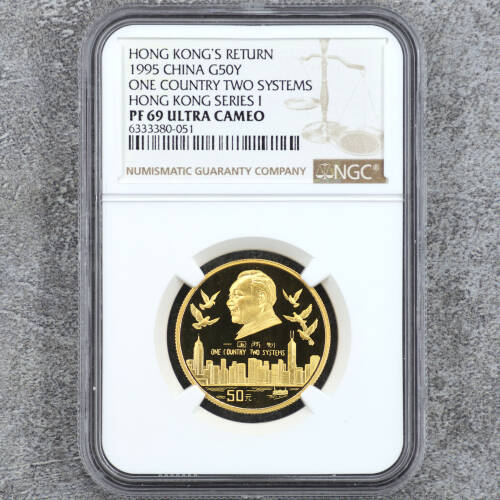 HONG KONG'S RETURN
1995 CHINA G50Y
ONE COUNTRY TWO SYSTEMS
HONG KONG SERIES I
PF 69 ULTRA CAMEO
6333380-051
NUMISMATIC GUARANTY COMPANY
NGC
一国两制
ONE COUNTRY TWO SYSTEMS
50元